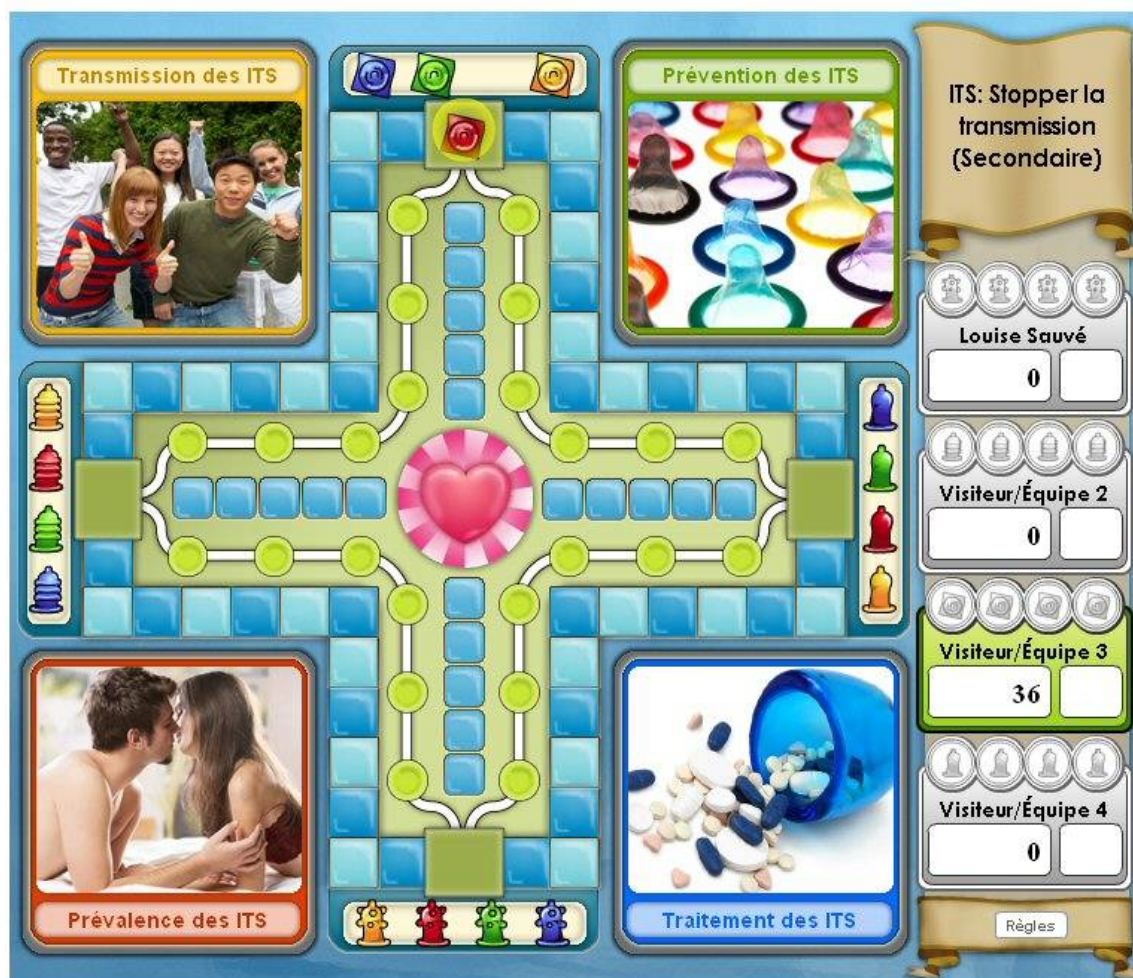 Transmission des ITS
Prévention des ITS
ITS: Stopper la
transmission
(Secondaire)
Louise Sauvé
0
Visiteur/Équipe 2
0
Visiteur/Équipe 3
36
Visiteur/Équipe 4
0
Prévalence des ITS
Traitement des ITS
Règles